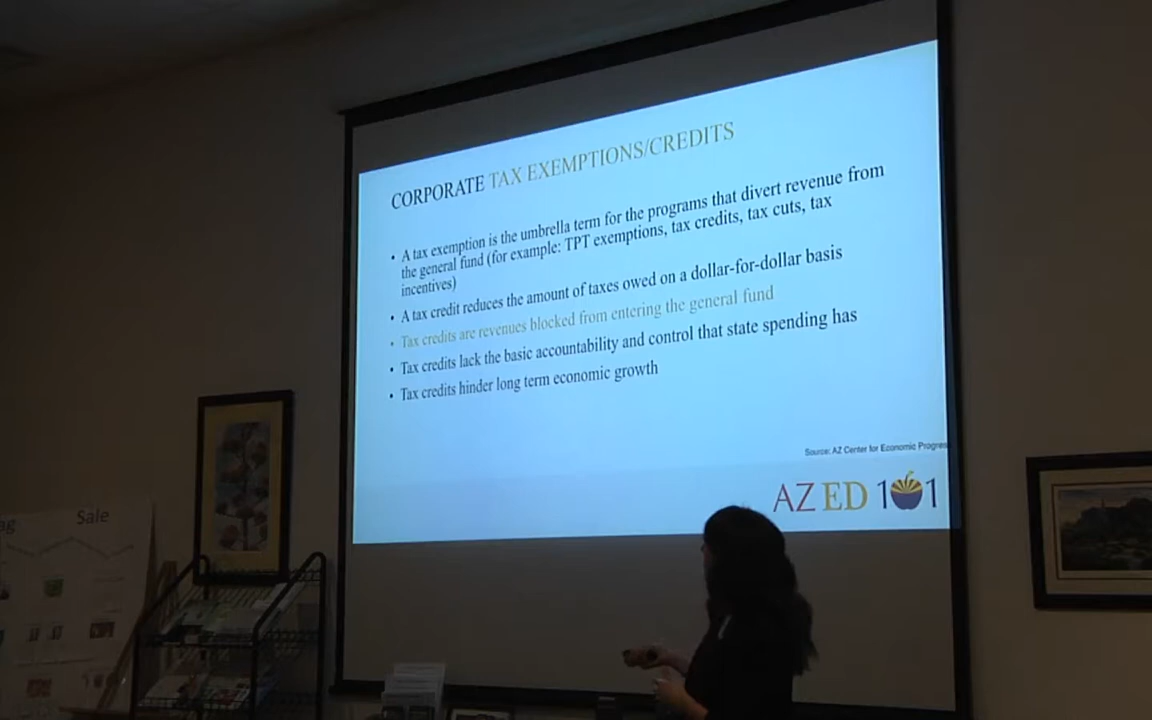 CORPORATE TAX EXEMPTIONS/CREDITS
• A tax exemption is the umbrella term for the programs that divert revenue from
the general fund (for example: TPT exemptions, tax credits, tax cuts, tax
incentives)
• A tax credit reduces the amount of taxes owed on a dollar-for-dollar basis
• Tax credits are revenues blocked from entering the general fund
• Tax credits lack the basic accountability and control that state spending has
• Tax credits hinder long term economic growth
Source: AZ Center for Economic Progres
AZ ED 101
Sale